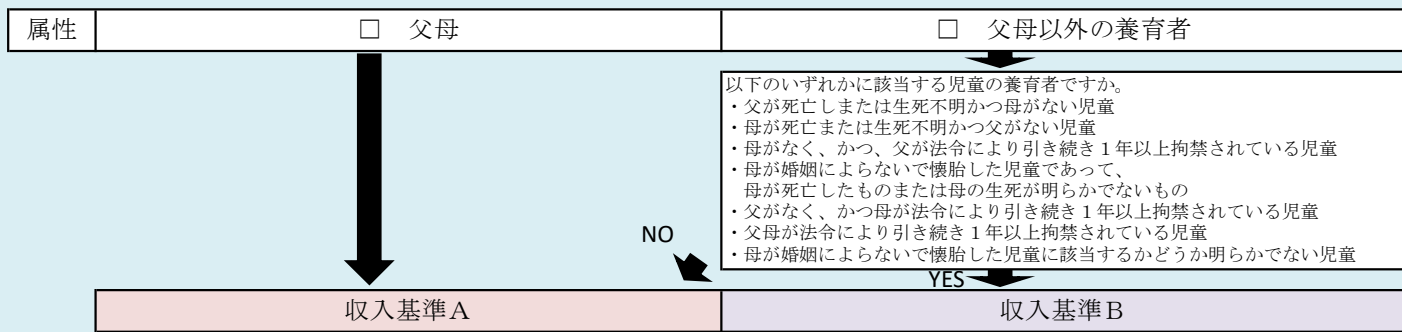 属性 □ 父母 □ 父母以外の養育者
以下のいずれかに該当する児童の養育者ですか。
・父が死亡しまたは生死不明かつ母がない児童
・母が死亡または生死不明かつ父がない児童
・母がなく、かつ、父が法令により引き続き１年以上拘禁されている児童
・母が婚姻によらないで懐胎した児童であって、
母が死亡したものまたは母の生死が明らかでないもの
・父がなく、かつ母が法令により引き続き１年以上拘禁されている児童
・父母が法令により引き続き１年以上拘禁されている児童
・母が婚姻によらないで懐胎した児童に該当するかどうか明らかでない児童
NO
YES
収入基準Ａ 収入基準Ｂ